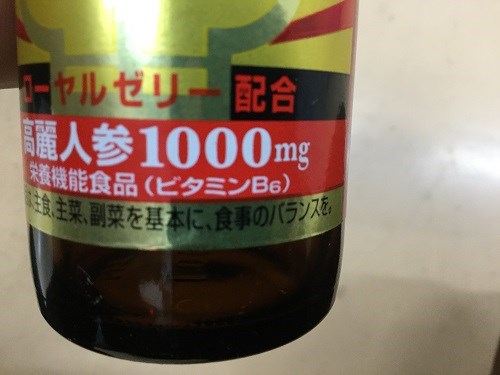 ローヤルゼリー 配合
高麗人参1000mg
栄養機能食品（ビタミンB6）
主食、主菜、副菜を基本に、食事のバランスを。